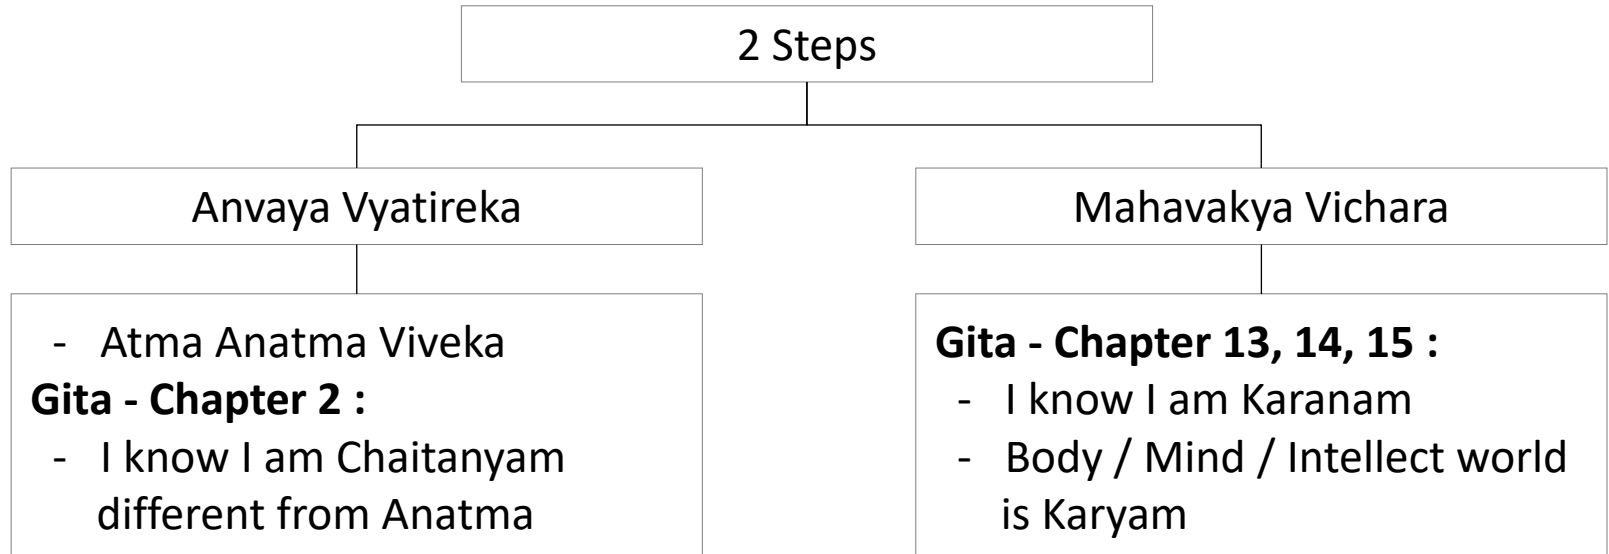 2 Steps
Anvaya Vyatireka
Mahavakya Vichara
- Atma Anatma Viveka
Gita - Chapter 2 :
- I know I am Chaitanyam
different from Anatma
Gita - Chapter 13, 14, 15 :
- I know I am Karanam
- Body / Mind / Intellect world
is Karyam